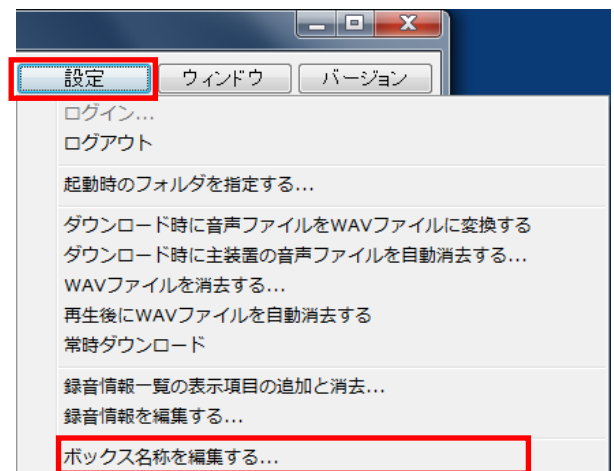 設定 ウィンドウ バージョン
ログイン...
ログアウト
起動時のフォルダを指定する...
ダウンロード時に音声ファイルをWAVファイルに変換する
ダウンロード時に主装置の音声ファイルを自動消去する...
WAVファイルを消去する...
再生後にWAVファイルを自動消去する
常時ダウンロード
録音情報一覧の表示項目の追加と消去...
録音情報を編集する...
ボックス名称を編集する...